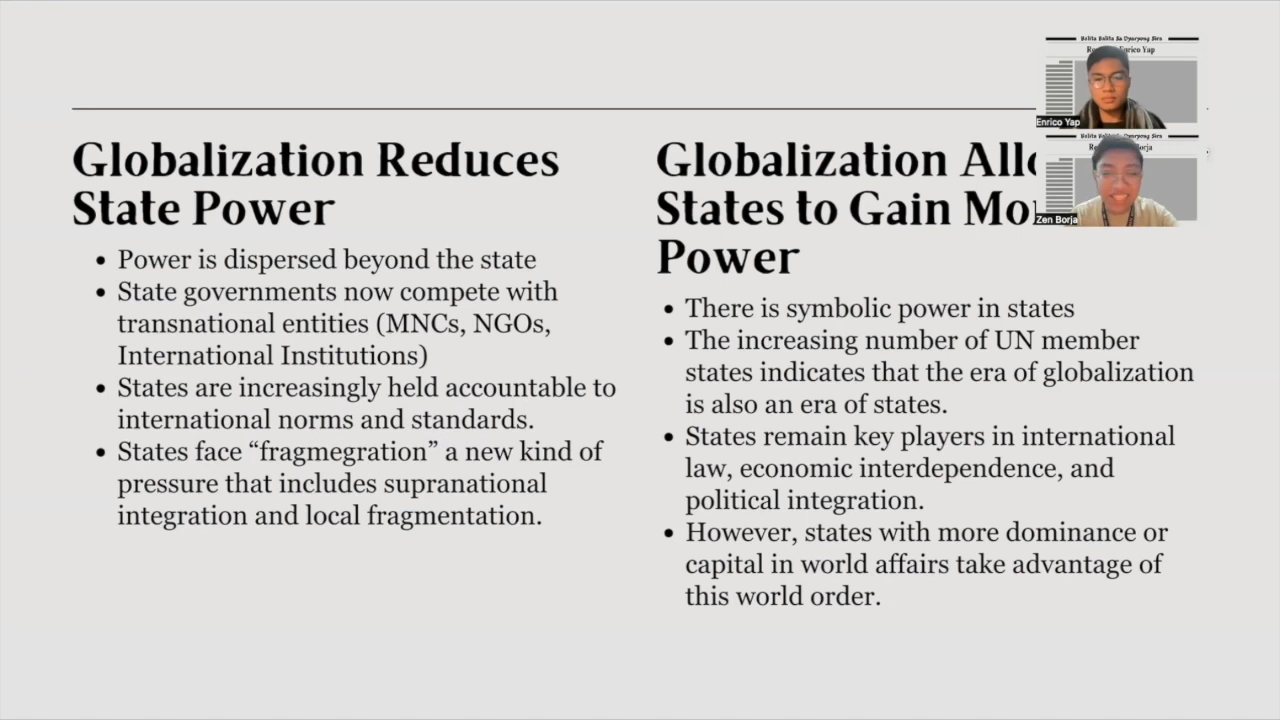 Globalization Reduces
State Power
Power is dispersed beyond the state
State governments now compete with
transnational entities (MNCs, NGOs,
International Institutions)
States are increasingly held accountable to
international norms and standards.
States face “fragmegration” a new kind of
pressure that includes supranational
integration and local fragmentation.
Globalization
States to Gain
Power
There is symbolic power in states
The increasing number of UN member
states indicates that the era of globalization
is also an era of states.
States remain key players in international
law, economic interdependence, and
political integration.
However, states with more dominance or
capital in world affairs take advantage of
this world order.
Enrico Yap
Zen Borja